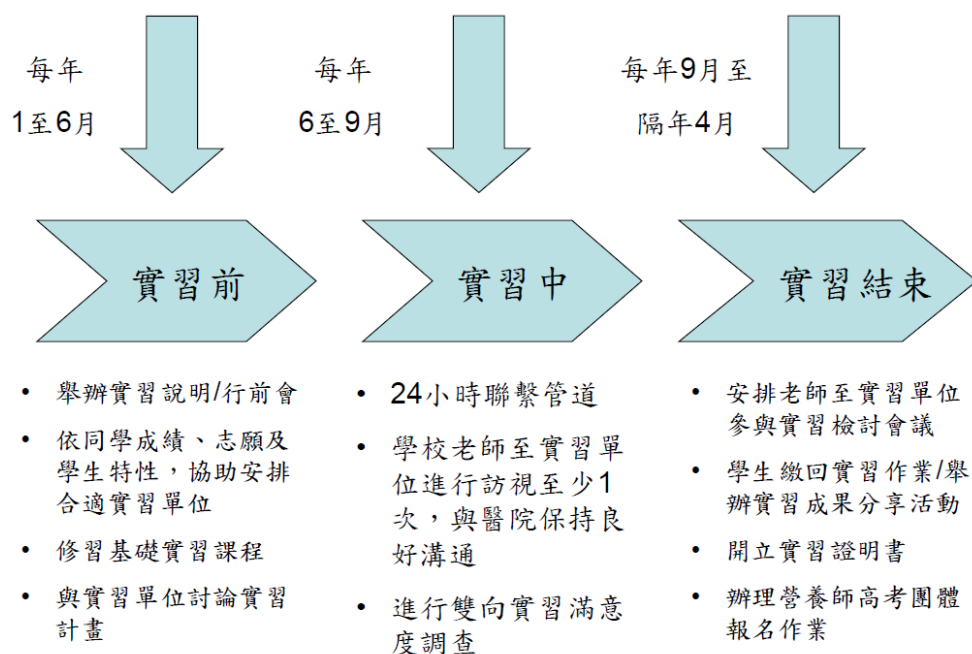 每年
1至6月
每年
6至9月
每年9月至
隔年4月
實習前
實習中
實習結束
• 舉辦實習說明/行前會
• 依同學成績、志願及
學生特性，協助安排
合適實習單位
• 修習基礎實習課程
• 與實習單位討論實習
計畫
• 24小時聯繫管道
• 學校老師至實習單
位進行訪視至少1
次，與醫院保持良
好溝通
• 進行雙向實習滿意
度調查
• 安排老師至實習單位
參與實習檢討會議
• 學生繳回實習作業/舉
辦實習成果分享活動
• 開立實習證明書
• 辦理營養師高考團體
報名作業